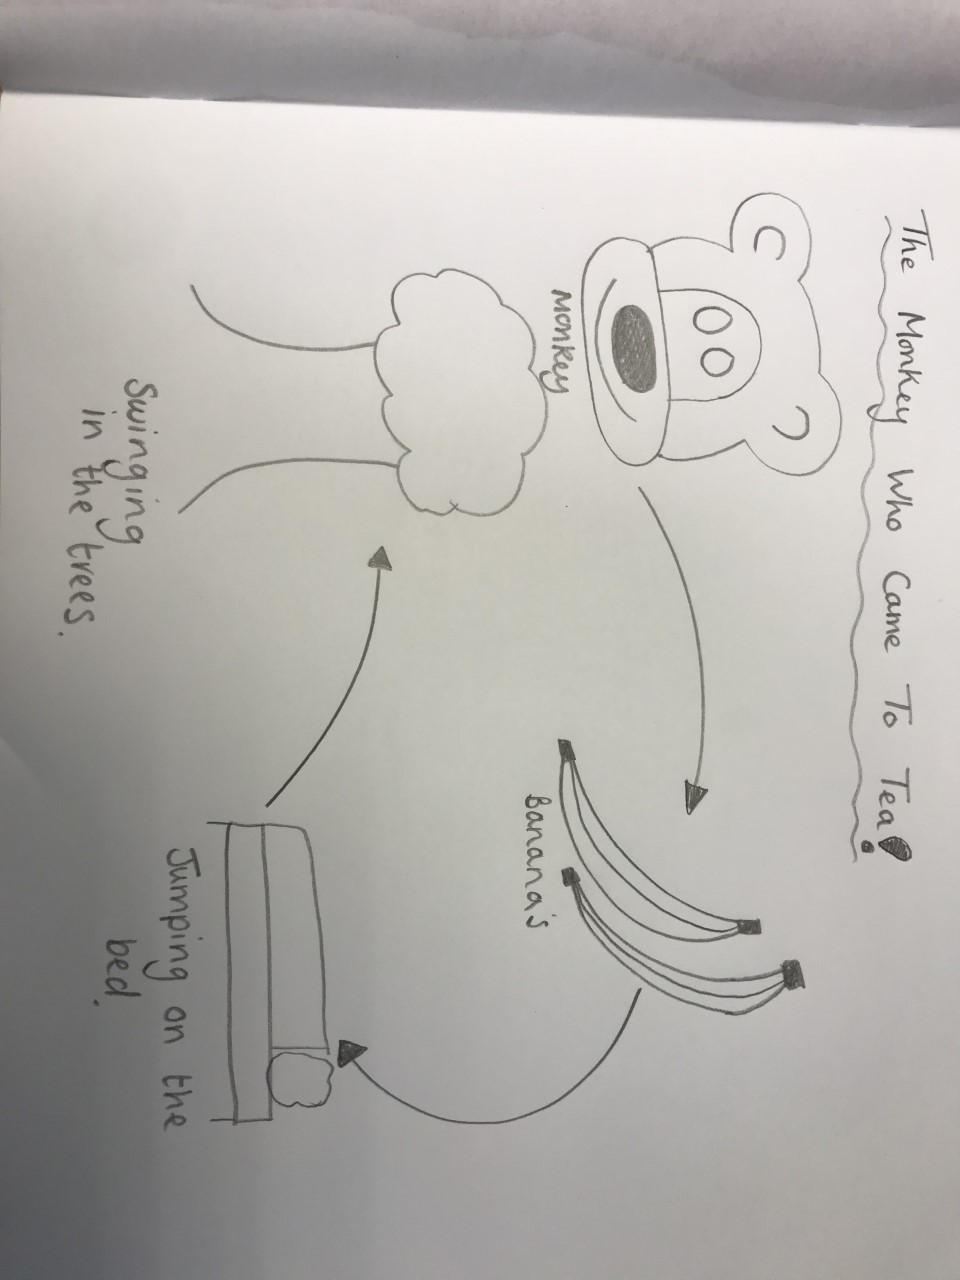 The Monkey Who Came To Tea
Monkey
Banana's
Jumping on the
bed.
Swinging
in the trees.